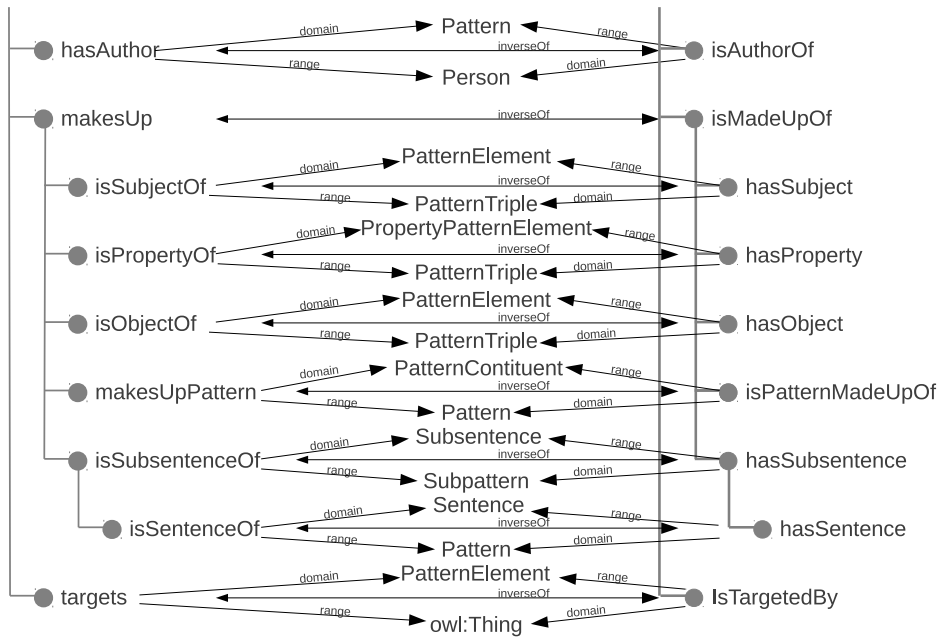 domain Pattern range
hasAuthor inverseOf isAuthorOf
range Person domain
makesUp inverseOf isMadeUpOf
domain PatternElement range
isSubjectOf inverseOf hasSubject
range PatternTriple domain
domain PropertyPatternElement range
isPropertyOf inverseOf hasProperty
range PatternTriple domain
domain PatternElement range
isObjectOf inverseOf hasObject
range PatternTriple domain
domain PatternContituent range
makesUpPattern inverseOf isPatternMadeUpOf
range Pattern domain
domain Subsentence range
isSubsentenceOf inverseOf hasSubsentence
range Subpattern domain
domain Sentence range
isSentenceOf inverseOf hasSentence
range Pattern domain
domain PatternElement range
targets inverseOf IsTargetedBy
range owl:Thing domain